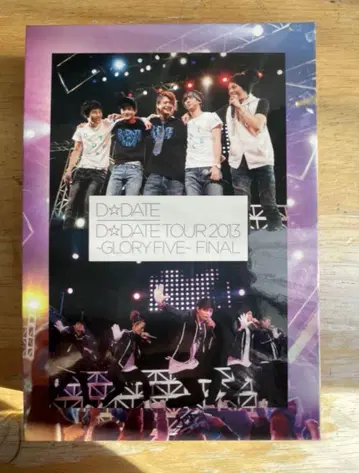 D☆DATE
D☆DATE TOUR 2013
~GLORY FIVE~ FINAL